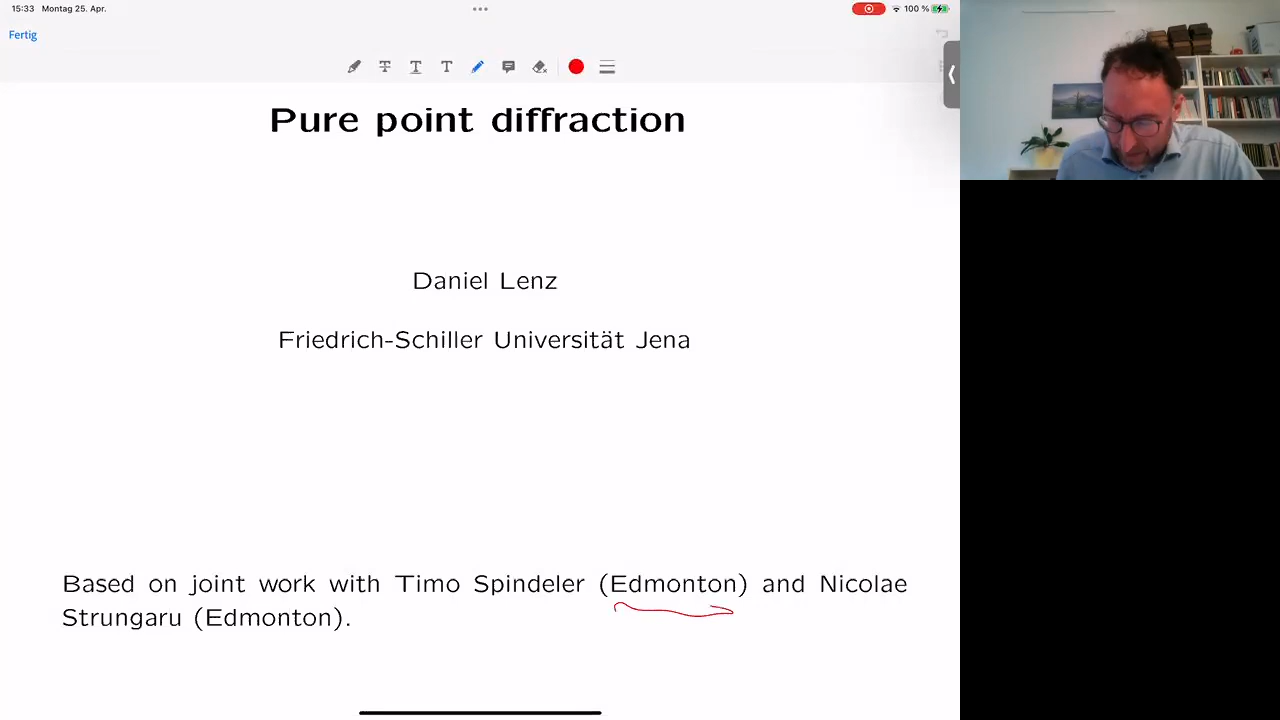 15:33 Montag 25. Apr.
100 %
Fertig
Pure point diffraction
Daniel Lenz
Friedrich-Schiller Universität Jena
Based on joint work with Timo Spindeler (Edmonton) and Nicolae
Strungaru (Edmonton).